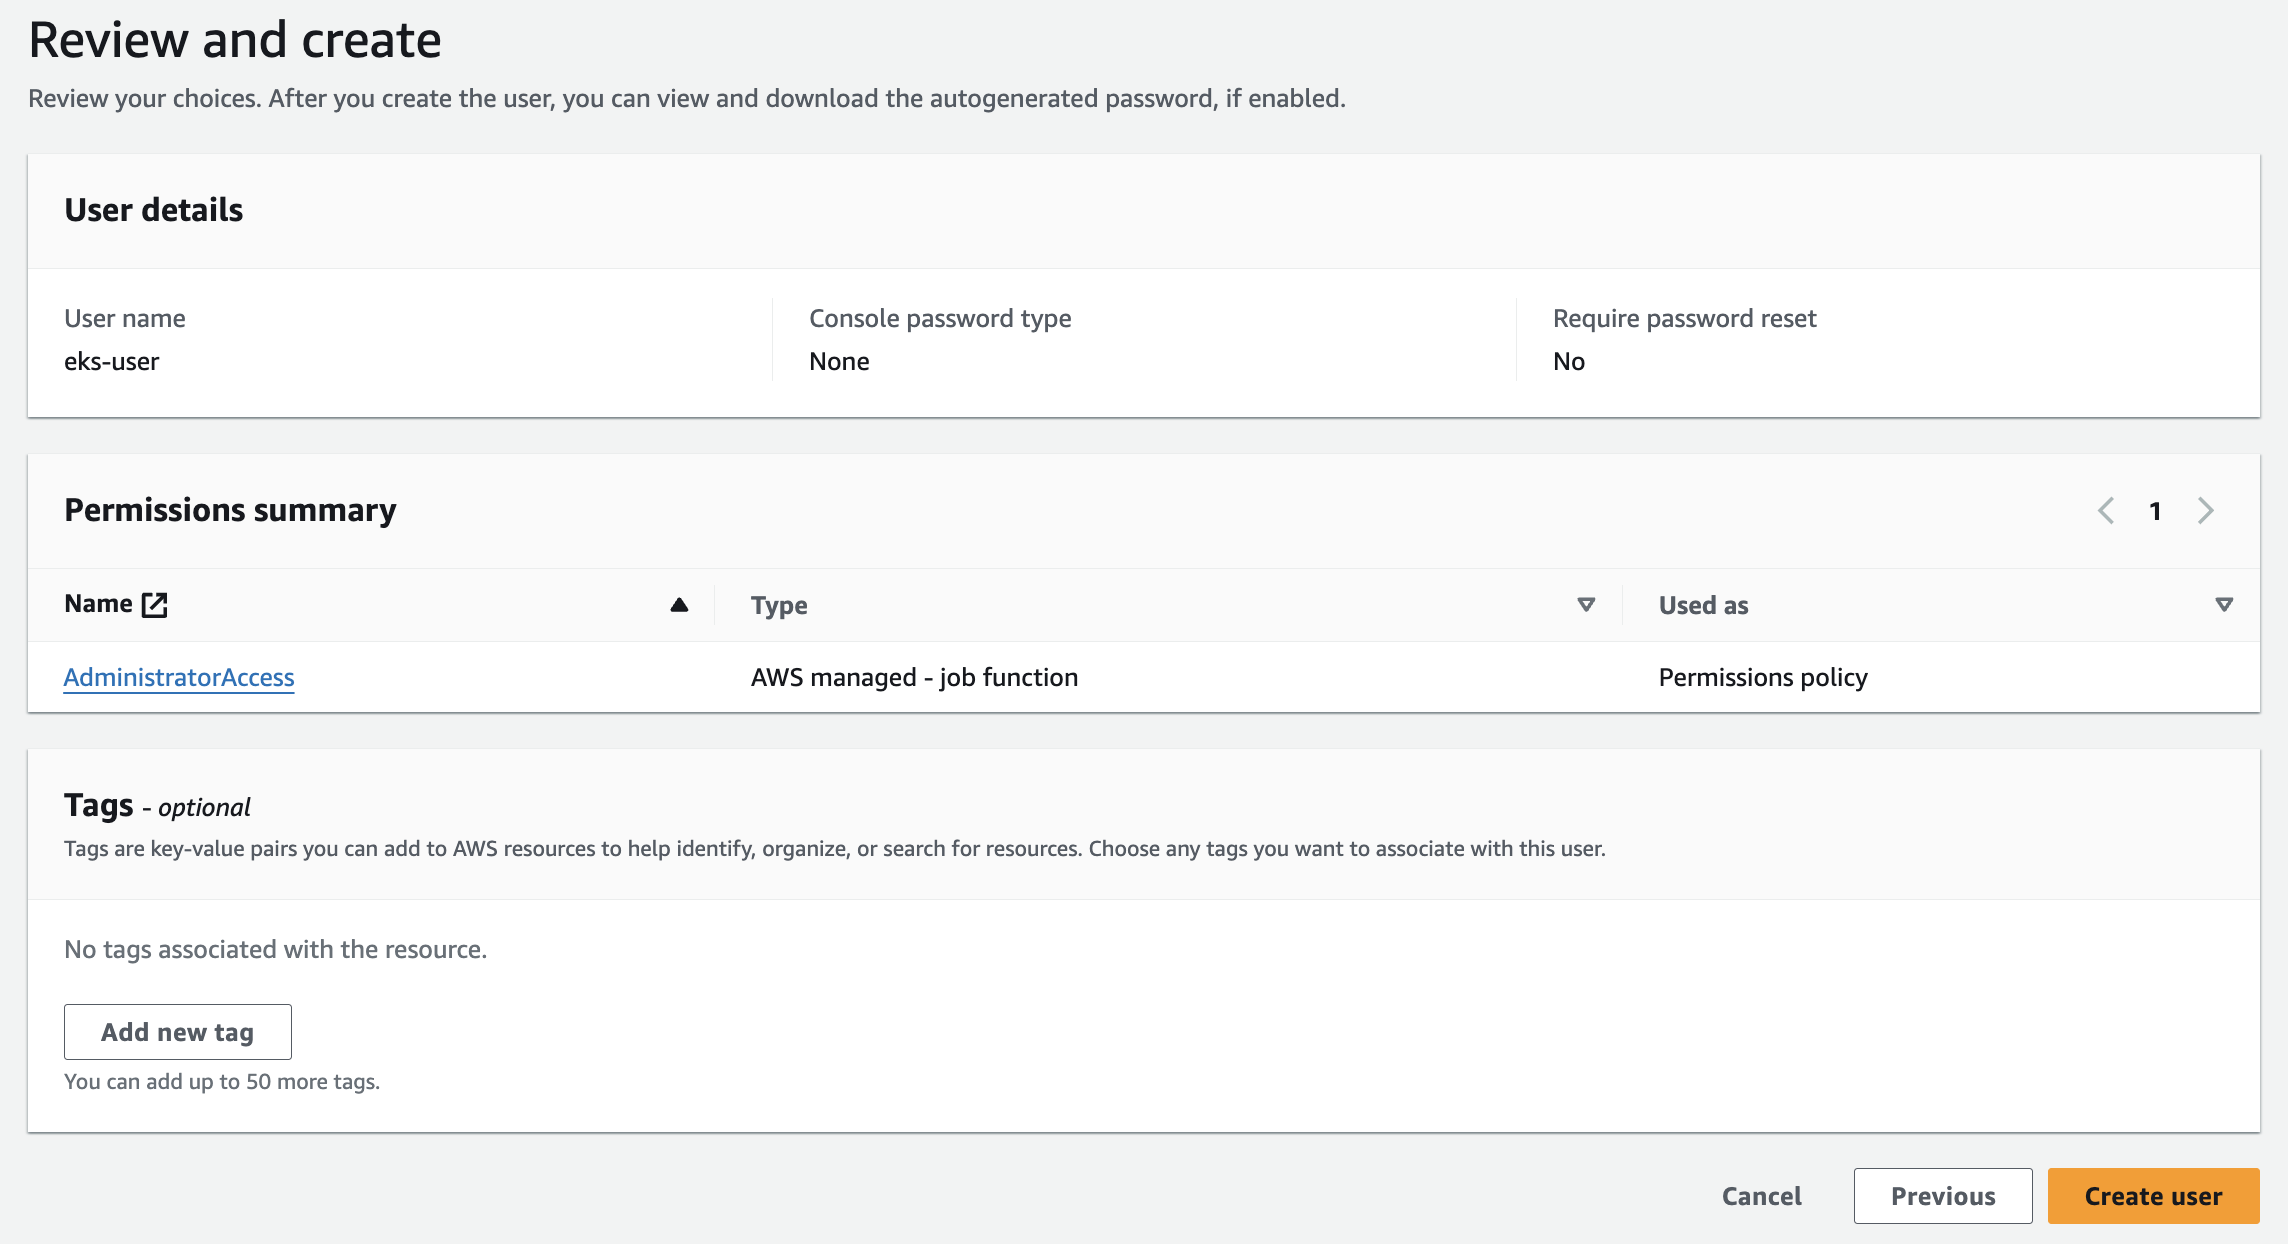 Review and create
Review your choices. After you create the user, you can view and download the autogenerated password, if enabled.
User details
User name
eks-user
Console password type
None
Require password reset
No
Permissions summary
1
Name
Type
Used as
AdministratorAccess
AWS managed - job function
Permissions policy
Tags - optional
Tags are key-value pairs you can add to AWS resources to help identify, organize, or search for resources. Choose any tags you want to associate with this user.
No tags associated with the resource.
Add new tag
You can add up to 50 more tags.
Cancel
Previous
Create user